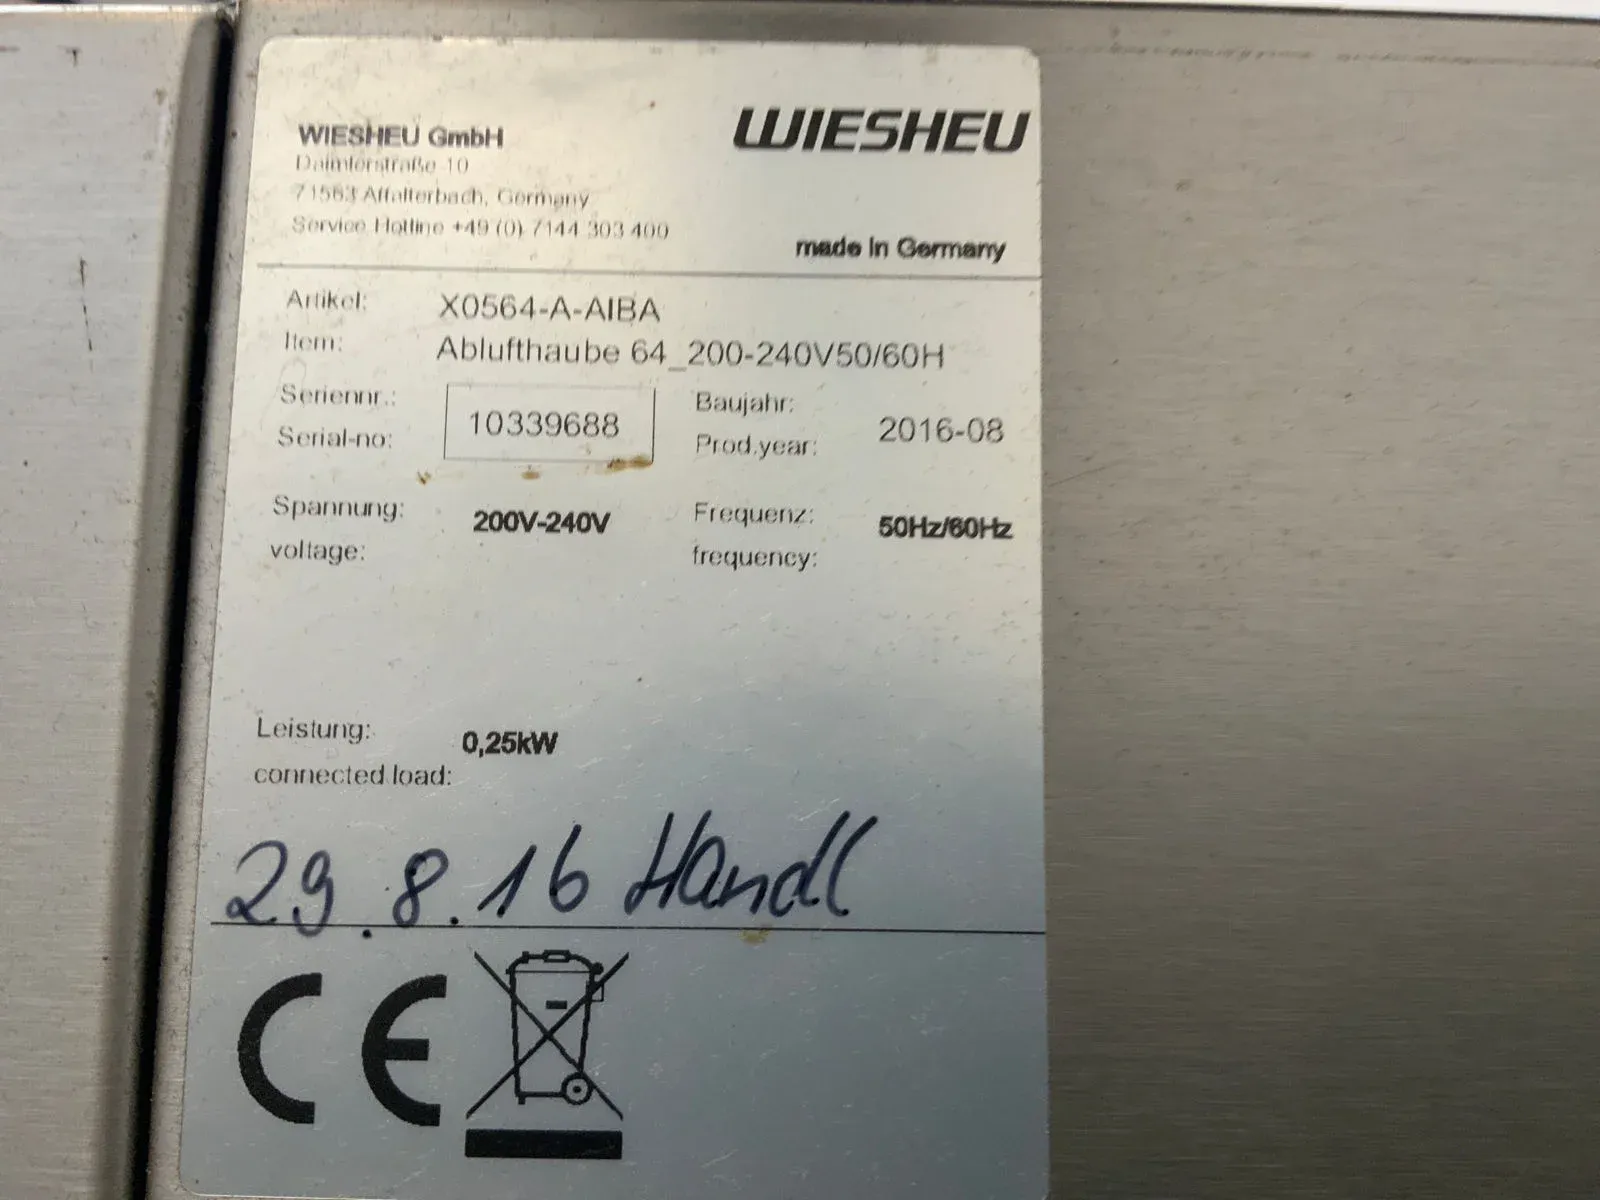 WIESHEU GmbH
Daimlerstraße 10
71563 Affalterbach, Germany
Service Hotline +49 (0) 7144 303 400
WIESHEU
made in Germany
Artikel: X0564-A-AIBA
Item: Ablufthaube 64_200-240V50/60H
Seriennr.:
Serial-no: 10339688
Baujahr:
Prod.year: 2016-08
Spannung:
voltage: 200V-240V
Frequenz:
frequency: 50Hz/60Hz
Leistung:
connected load: 0,25kW
29.8.16 Handl
CE